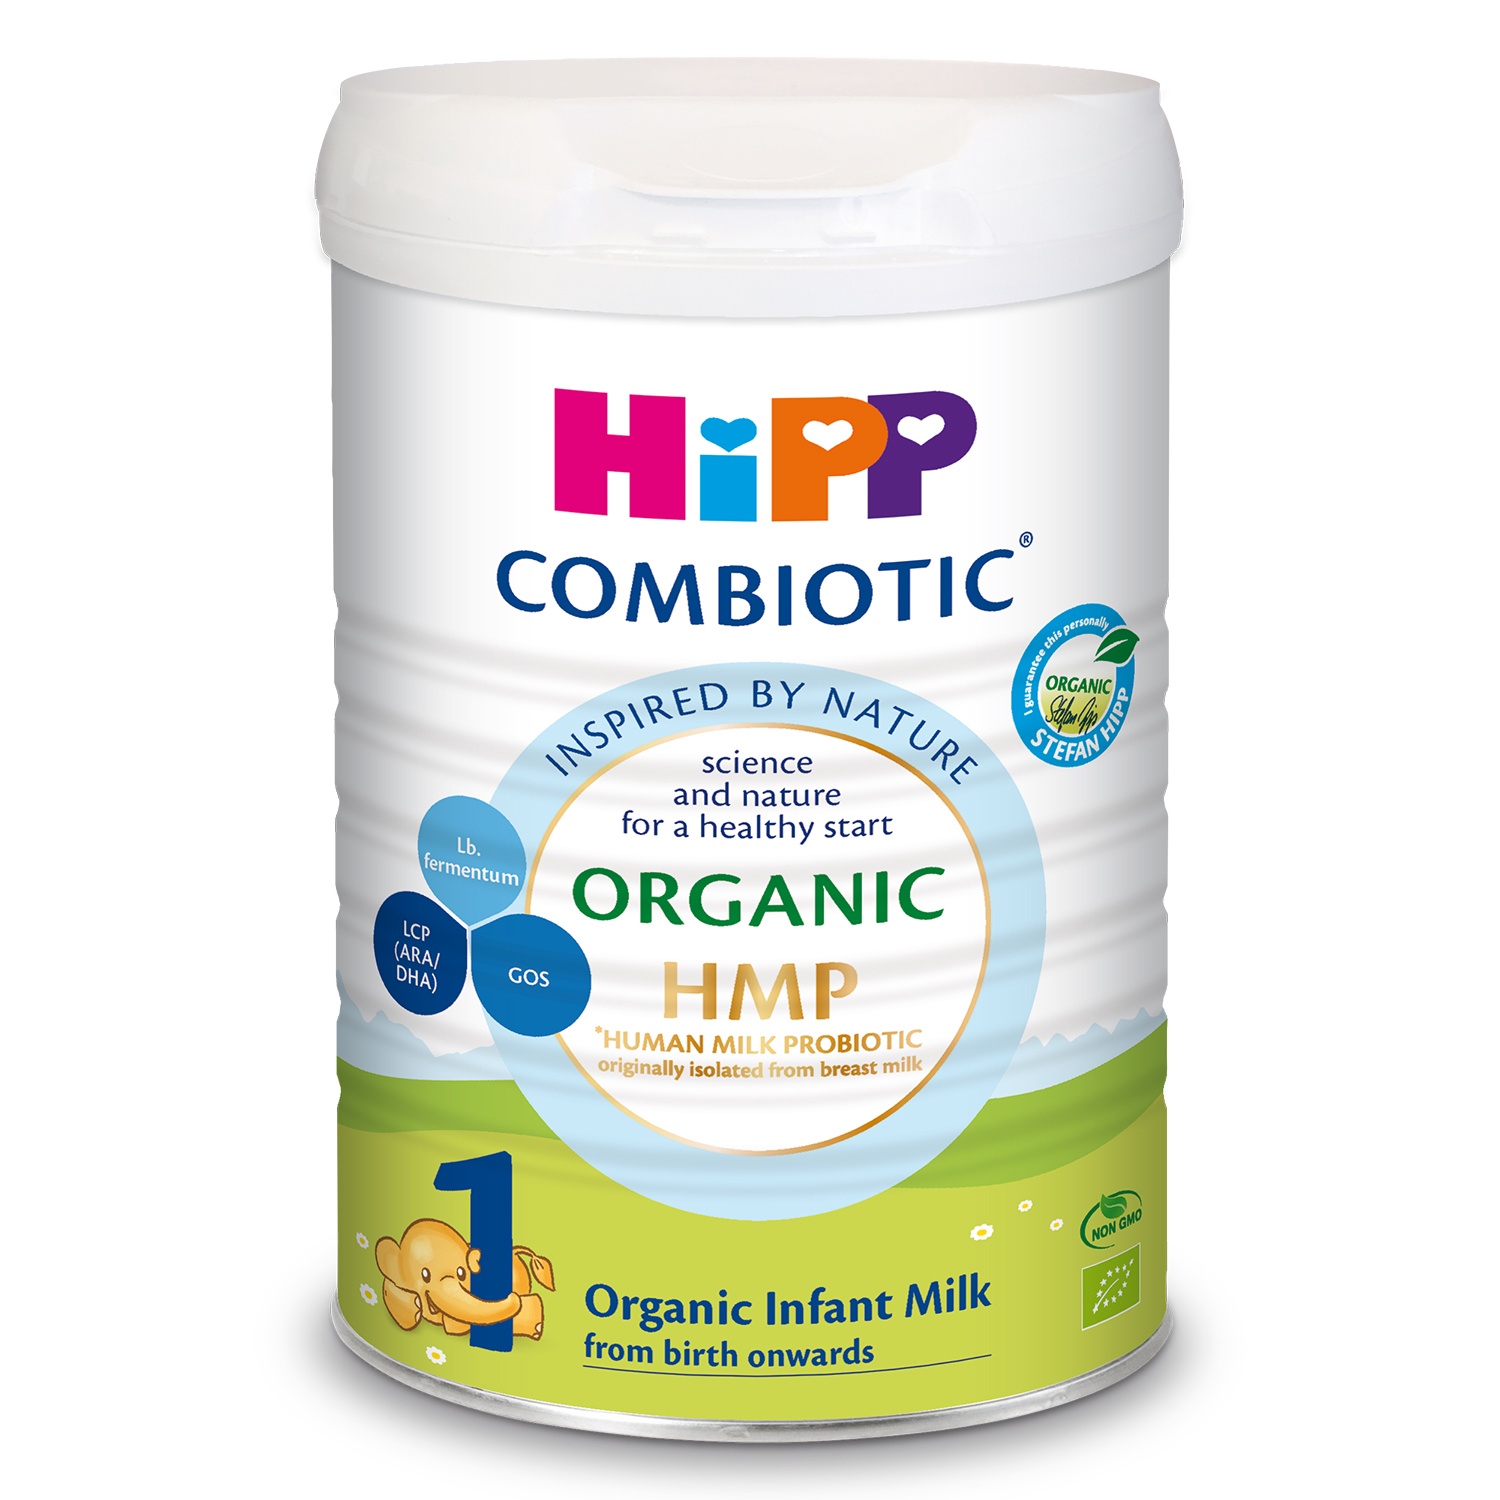 HiPP
COMBIOTIC®
INSPIRED BY NATURE
science
and nature
for a healthy start
ORGANIC
HMP
*HUMAN MILK PROBIOTIC
originally isolated from breast milk
Lb.
fermentum
LCP
(ARA/
DHA)
GOS
I guarantee this personally
ORGANIC
Stefan Hipp
STEFAN HIPP
1
NON GMO
Organic Infant Milk
from birth onwards